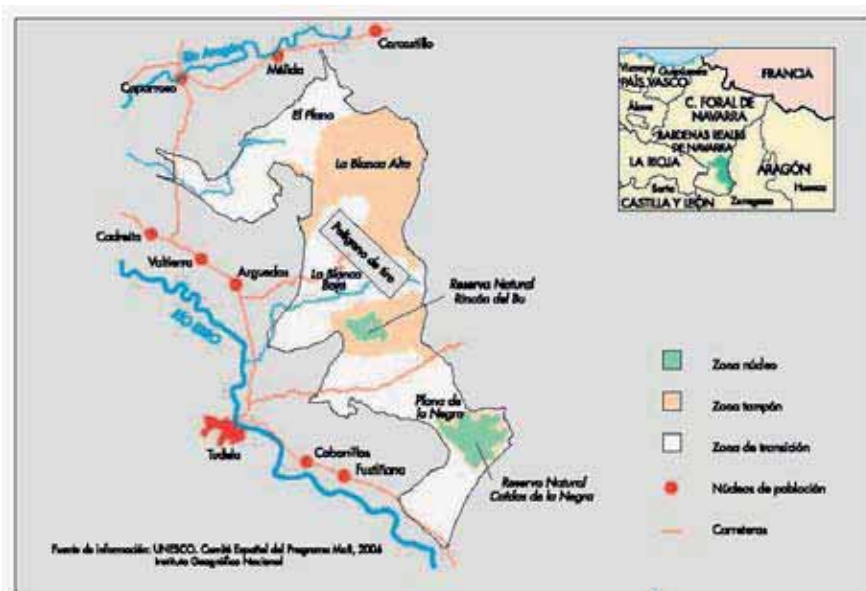 Río Aragón
Carcastillo
Mélida
Caparroso
El Plano
La Blanca Alta
Polígono de tiro
Cadreita
Valtierra
Arguedas
La Blanca
Baja
Reserva Natural
Rincón del Bu
Plana de
la Negra
Tudela
Cabanillas
Fustiñana
Reserva Natural
Caídas de la Negra
Fuente de información: UNESCO. Comité Español del Programa MaB, 2006
Instituto Geográfico Nacional
Vizcaya
Guipúzcoa
FRANCIA
PAÍS VASCO
Álava
C. FORAL DE
NAVARRA
BARDENAS REALES
DE NAVARRA
LA RIOJA
ARAGÓN
Soria
Huesca
Zaragoza
CASTILLA Y LEÓN
Zona núcleo
Zona tampón
Zona de transición
Núcleos de población
Carreteras